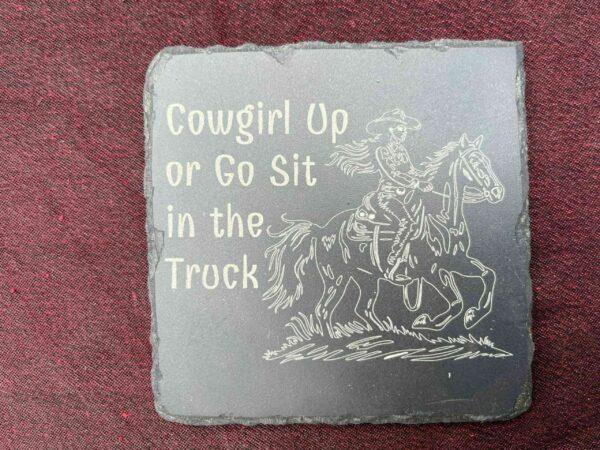 Cowgirl Up
or Go Sit
in the
Truck